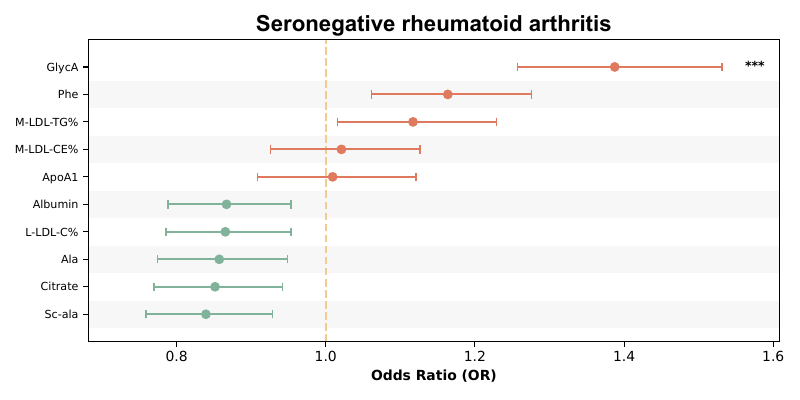 Seronegative rheumatoid arthritis
GlycA
***
Phe
M-LDL-TG%
M-LDL-CE%
ApoA1
Albumin
L-LDL-C%
Ala
Citrate
Sc-ala
0.8 1.0 1.2 1.4 1.6
Odds Ratio (OR)